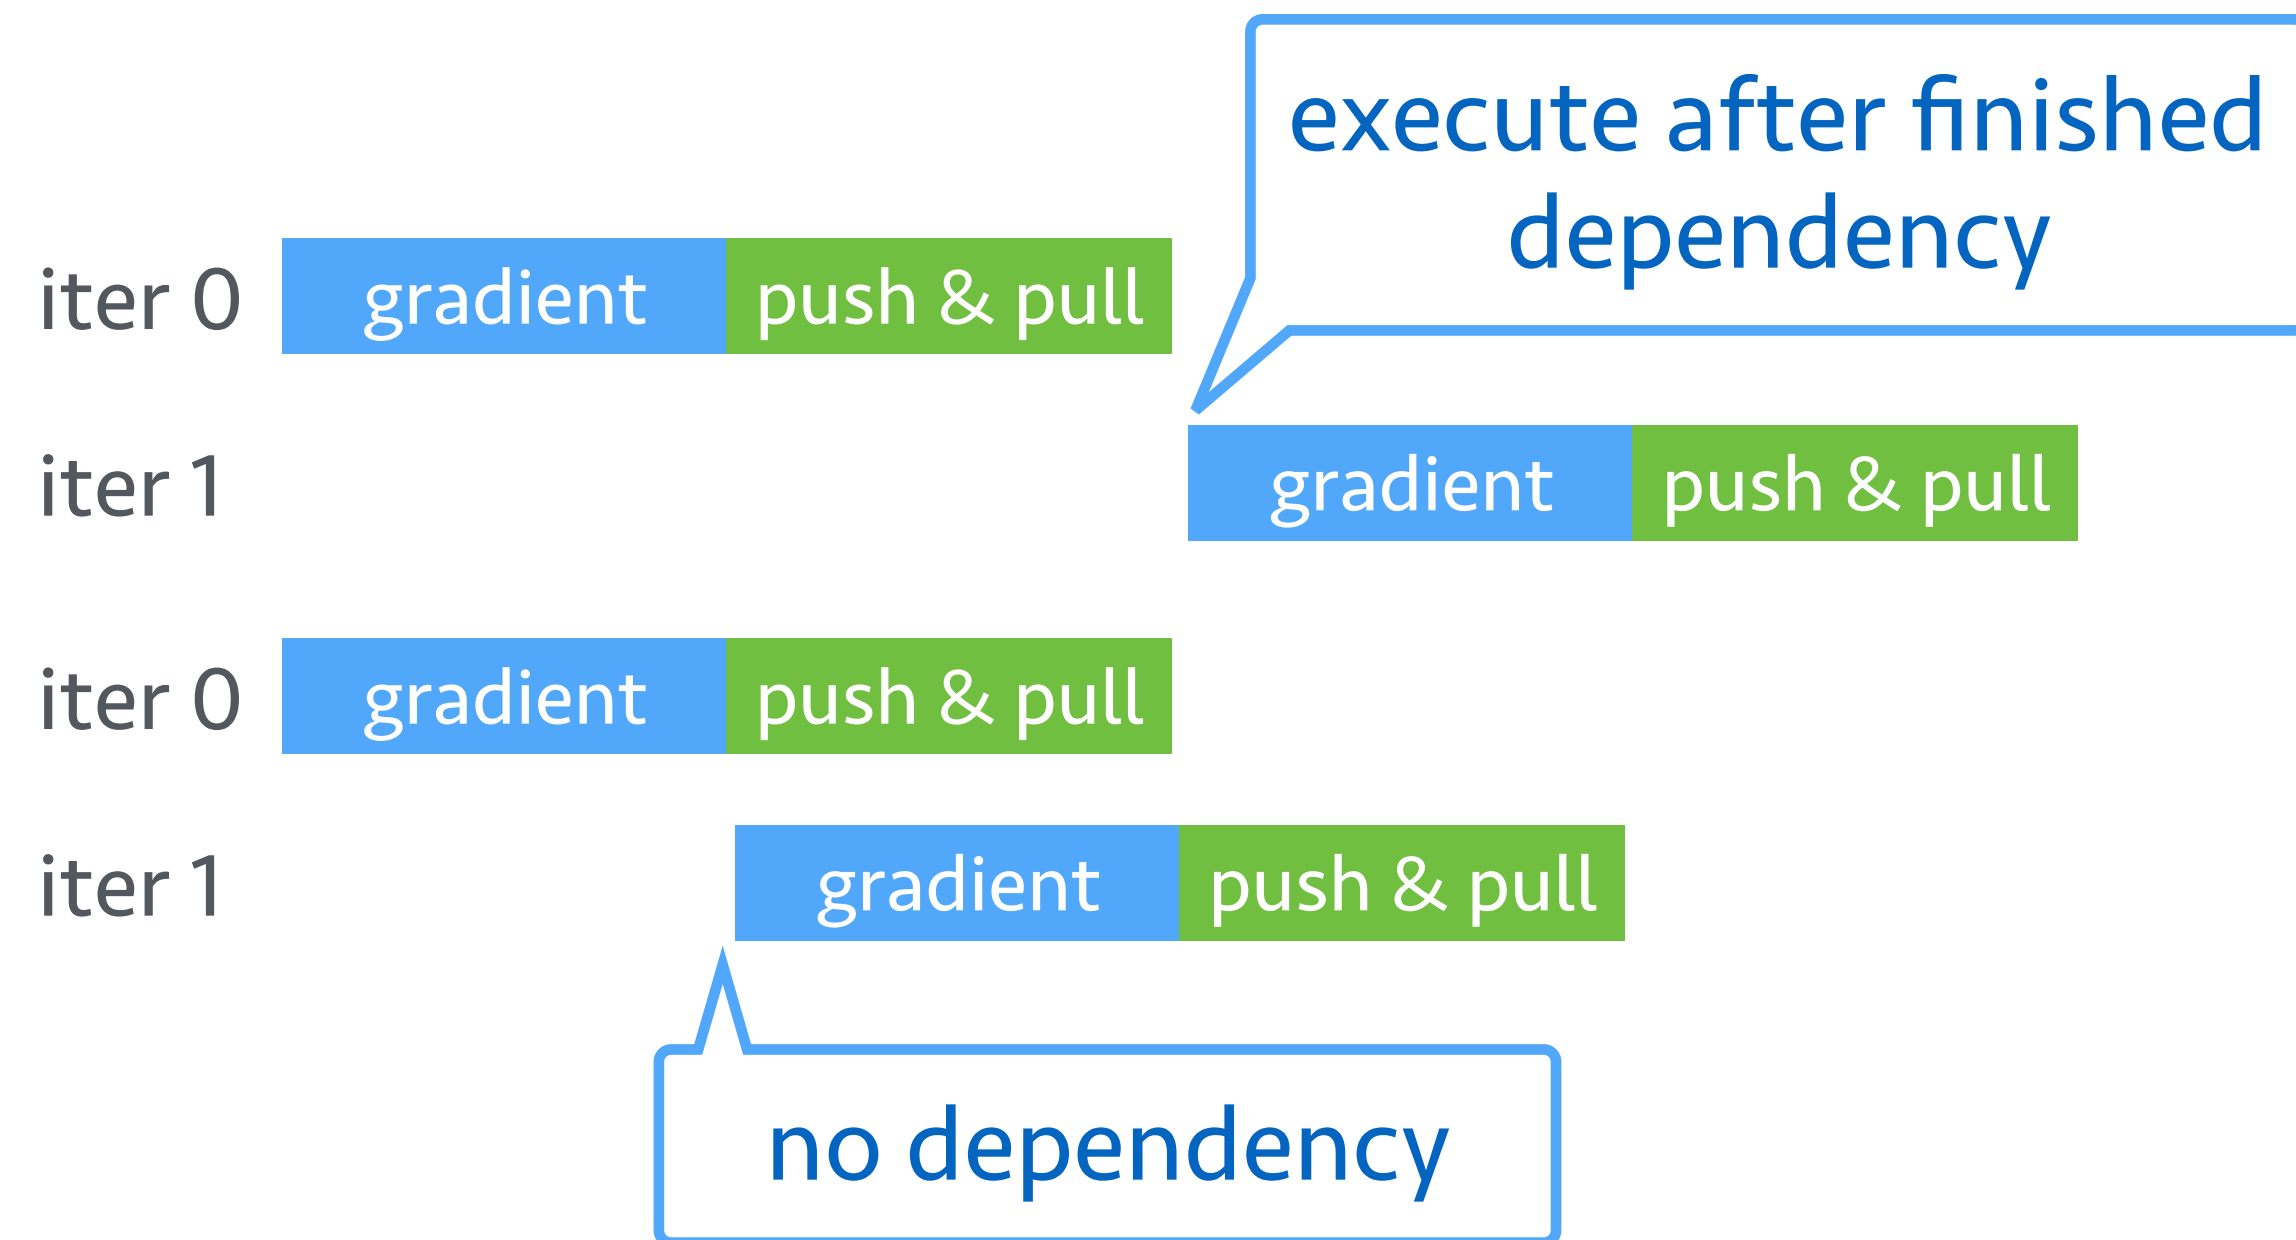 execute after finished
dependency
iter 0 gradient push & pull
iter 1 gradient push & pull
iter 0 gradient push & pull
iter 1 gradient push & pull
no dependency